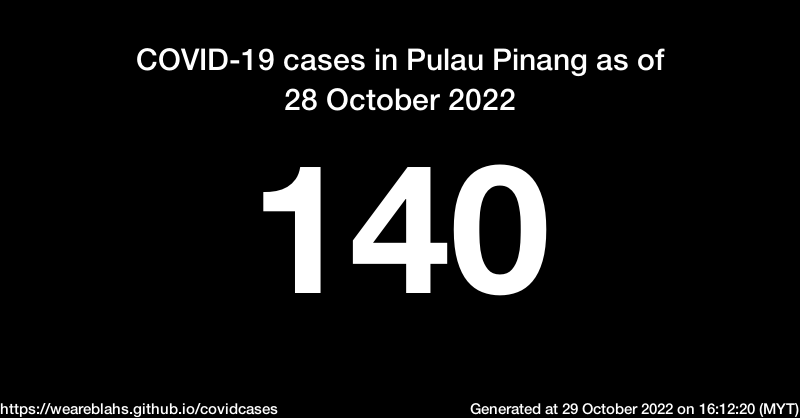 COVID-19 cases in Pulau Pinang as of
28 October 2022
140
https://weareblahs.github.io/covidcases
Generated at 29 October 2022 on 16:12:20 (MYT)